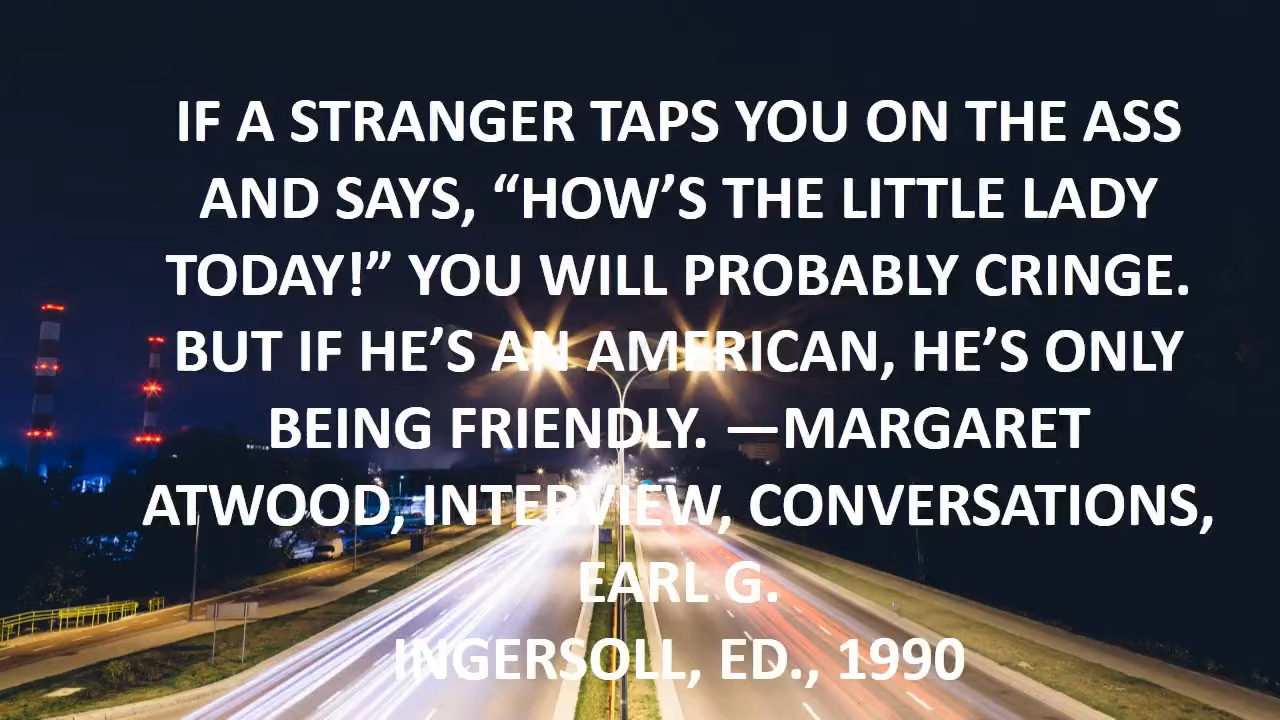 IF A STRANGER TAPS YOU ON THE ASS
AND SAYS, “HOW’S THE LITTLE LADY
TODAY!” YOU WILL PROBABLY CRINGE.
BUT IF HE’S AN AMERICAN, HE’S ONLY
BEING FRIENDLY. —MARGARET
ATWOOD, INTERVIEW, CONVERSATIONS,
EARL G.
INGERSOLL, ED., 1990